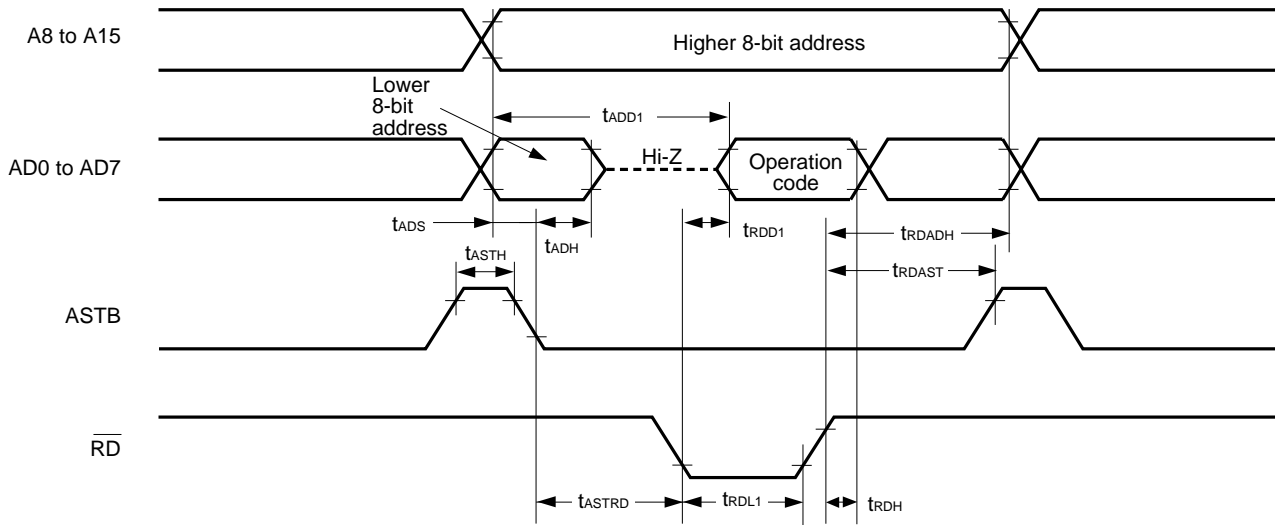 A8 to A15
Higher 8-bit address
Lower
8-bit
address
tADD1
AD0 to AD7
Hi-Z
Operation
code
tADS
tADH
tRDD1
tRDADH
tASTH
tRDAST
ASTB
RD
tASTRD
tRDL1
tRDH